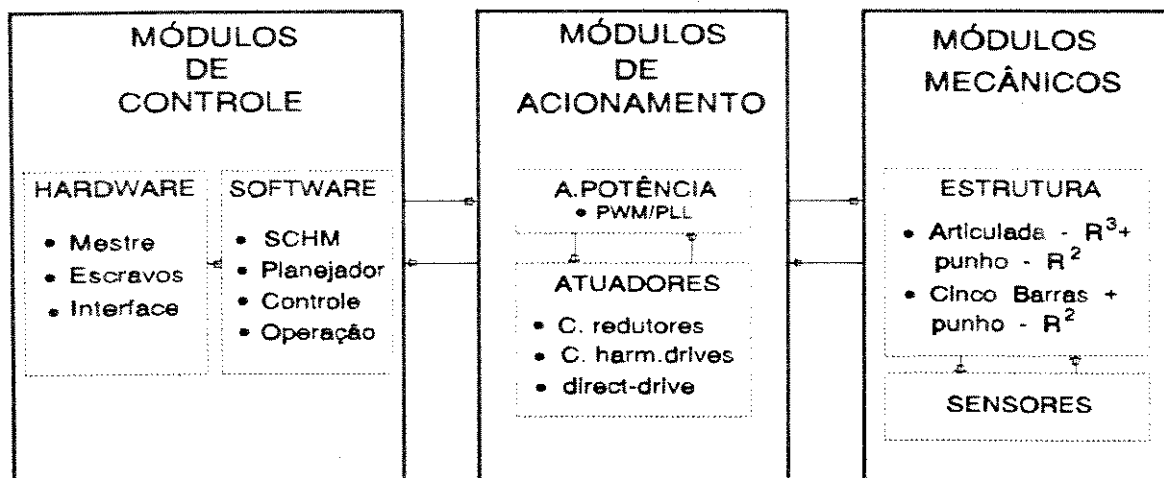 MÓDULOS
DE
CONTROLE
HARDWARE
• Mestre
• Escravos
• Interface
SOFTWARE
• SCHM
• Planejador
• Controle
• Operação
MÓDULOS
DE
ACIONAMENTO
A.POTÊNCIA
• PWM/PLL
ATUADORES
• C. redutores
• C. harm.drives
• direct-drive
MÓDULOS
MECÂNICOS
ESTRUTURA
• Articulada - R³+
punho - R²
• Cinco Barras +
punho - R²
SENSORES